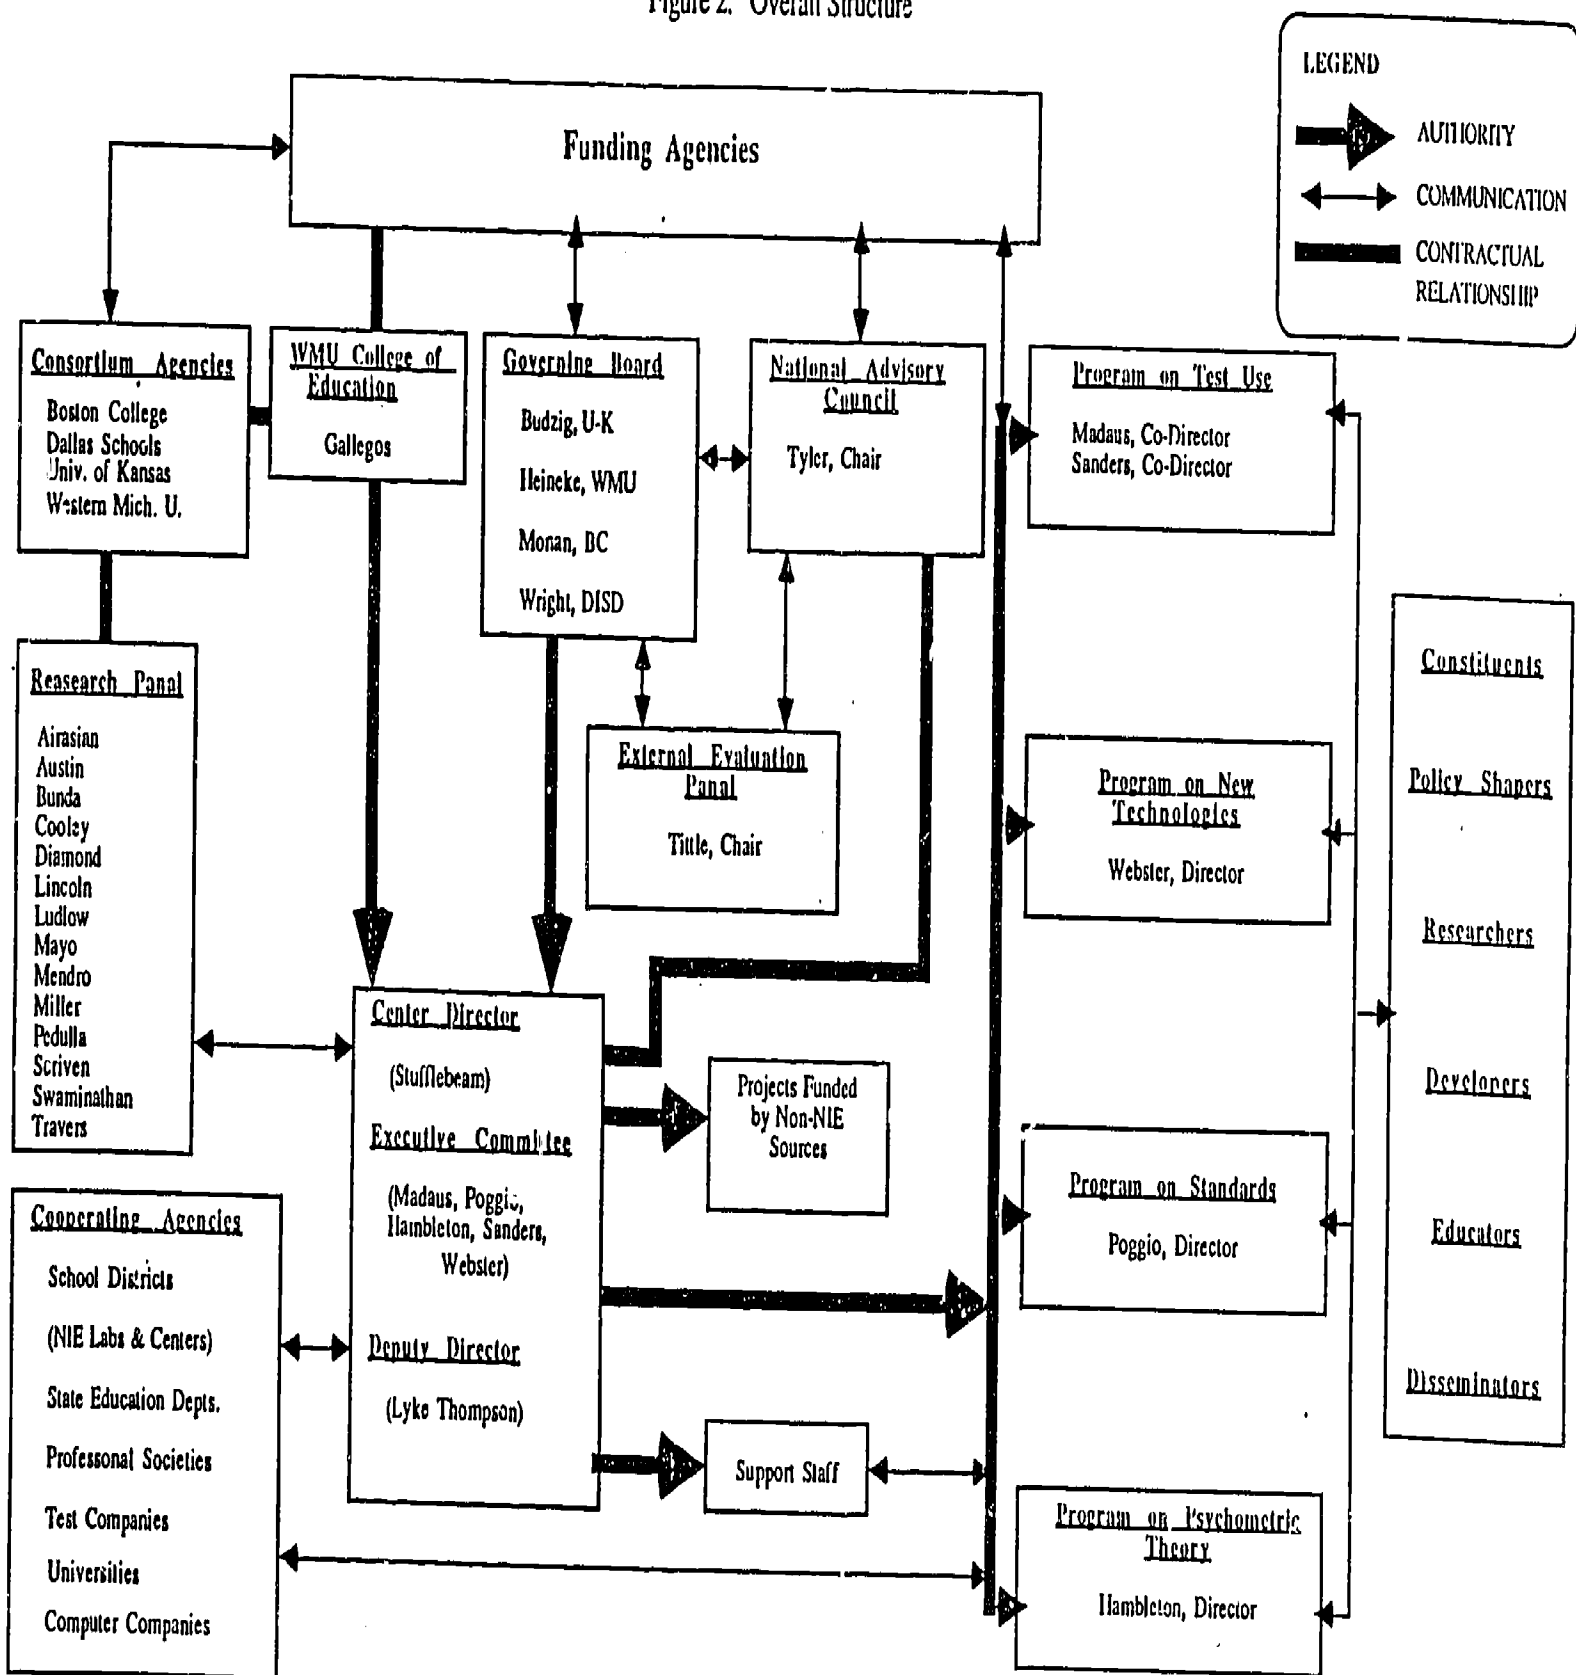 Figure 2. Overall Structure
LEGEND
AUTHORITY
COMMUNICATION
CONTRACTUAL
RELATIONSHIP
Funding Agencies
Consortium Agencies
Boston College
Dallas Schools
Univ. of Kansas
Western Mich. U.
WMU College of
Education
Gallegos
Governing Board
Budzig, U-K
Heineke, WMU
Monan, BC
Wright, DISD
National Advisory
Council
Tyler, Chair
Program on Test Use
Madaus, Co-Director
Sanders, Co-Director
Reasearch Panal
Airasian
Austin
Bunda
Cooley
Diamond
Lincoln
Ludlow
Mayo
Mendro
Miller
Pedulla
Scriven
Swaminathan
Travers
External Evaluation
Panal
Tittle, Chair
Program on New
Technologies
Webster, Director
Constituents
Policy Shapers
Researchers
Developers
Educators
Disseminators
Center Director
(Stufflebeam)
Executive Committee
(Madaus, Poggio,
Hambleton, Sanders,
Webster)
Deputy Director
(Lyke Thompson)
Projects Funded
by Non-NIE
Sources
Program on Standards
Poggio, Director
Cooperating Agencies
School Districts
(NIE Labs & Centers)
State Education Depts.
Professonal Societies
Test Companies
Universities
Computer Companies
Support Staff
Program on Psychometric
Theory
Hambleton, Director